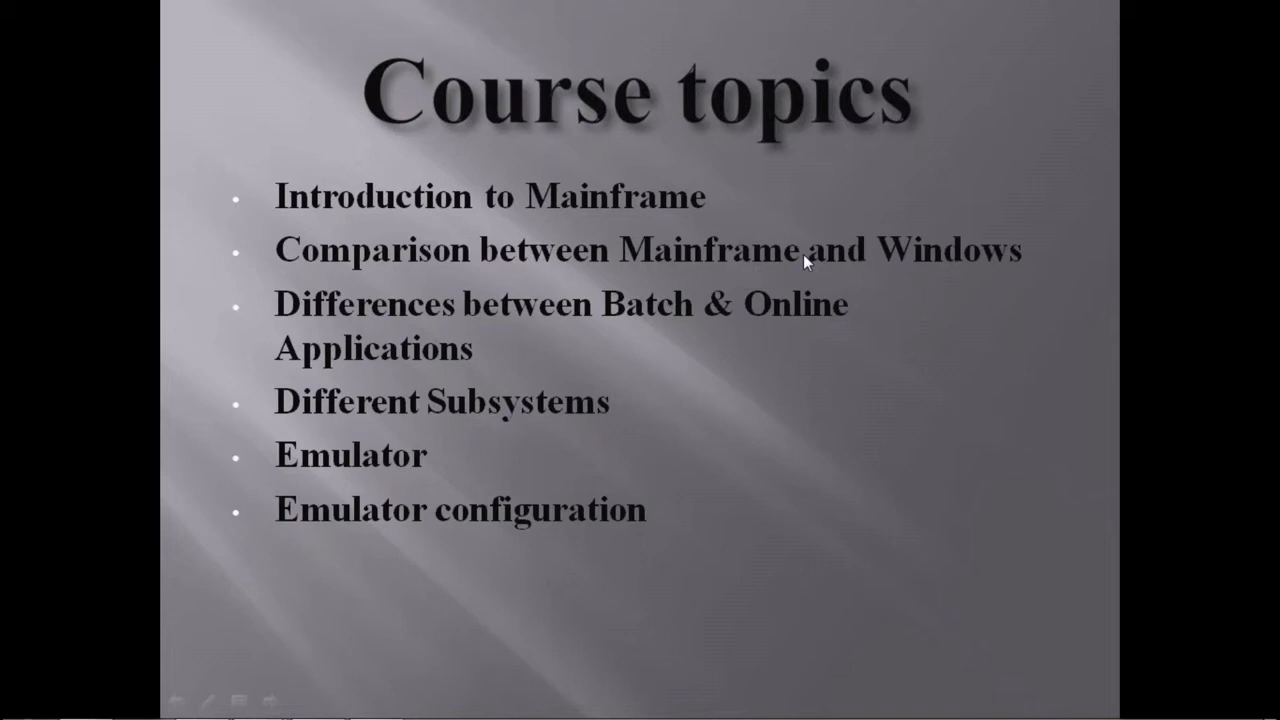 Course topics
Introduction to Mainframe
Comparison between Mainframe and Windows
Differences between Batch & Online
Applications
Different Subsystems
Emulator
Emulator configuration